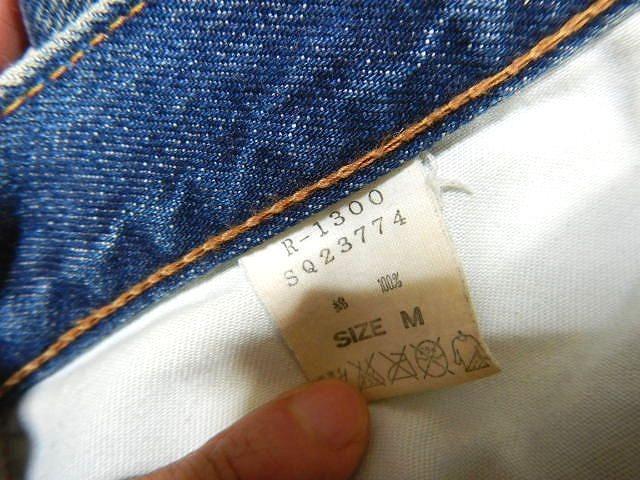 R-1300
SQ23774
綿 100%
SIZE M